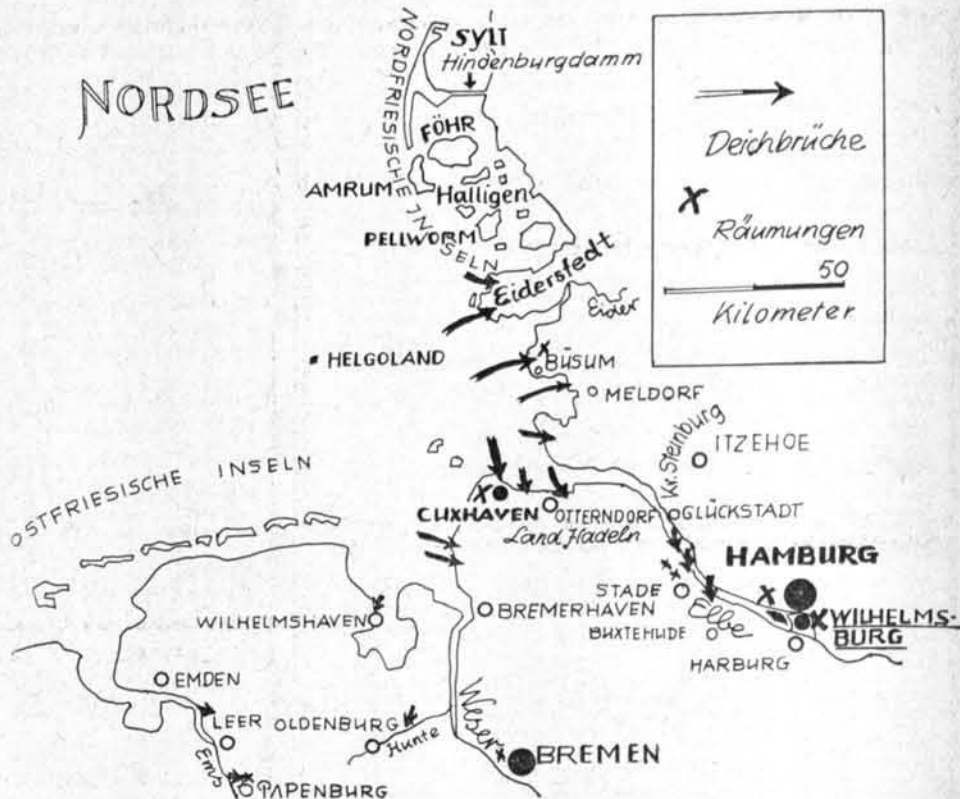 NORDSEE
NORDFRIESISCHE INSELN
SYLT
Hindenburgdamm
FÖHR
AMRUM
Halligen
PELLWORM
Eiderstedt
Eider
HELGOLAND
BÜSUM
MELDORF
Deichbrüche
Räumungen
50
Kilometer
Kr. Steinburg
ITZEHOE
OSTFRIESISCHE INSELN
CUXHAVEN
OTTERNDORF
Land Hadeln
GLÜCKSTADT
HAMBURG
STADE
Elbe
WILHELMS-
BURG
WILHELMSHAVEN
BREMERHAVEN
BUXTEHUDE
HARBURG
EMDEN
LEER
OLDENBURG
Hunte
Weser
BREMEN
Ems
PAPENBURG